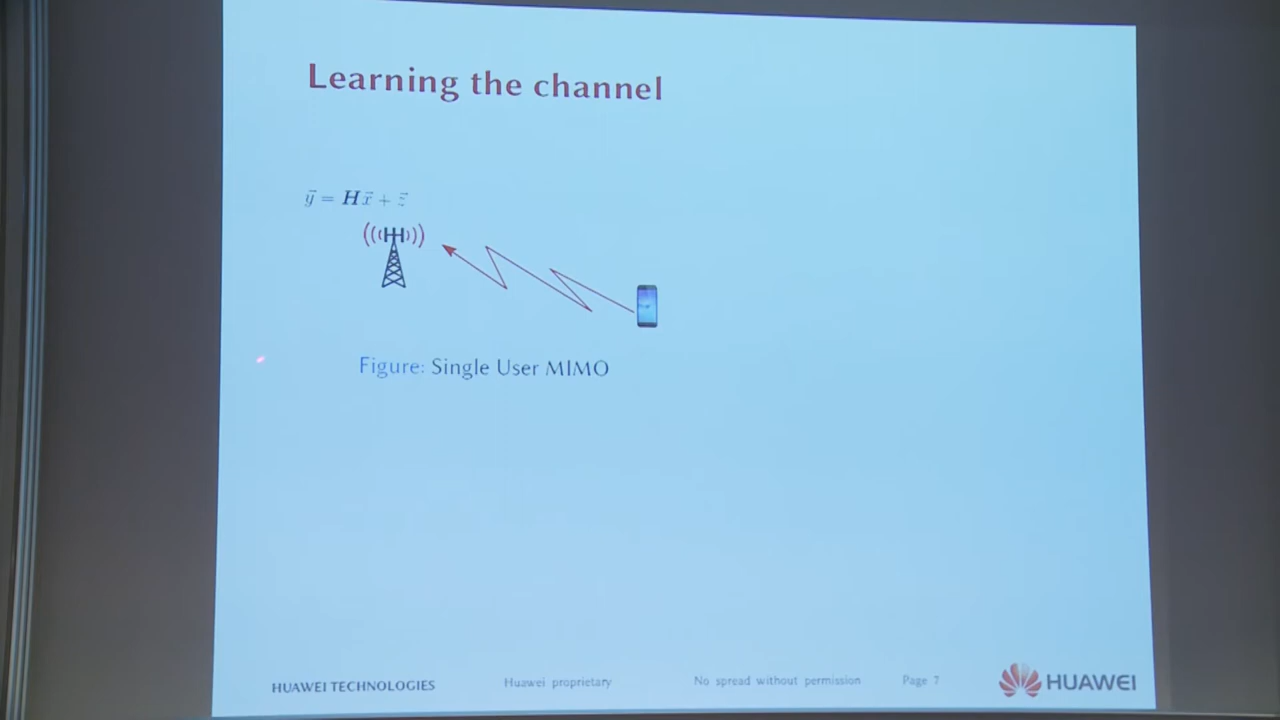 Learning the channel
y⃗ = Hx⃗ + z⃗
Figure: Single User MIMO
HUAWEI TECHNOLOGIES Huawei proprietary No spread without permission Page 7 HUAWEI